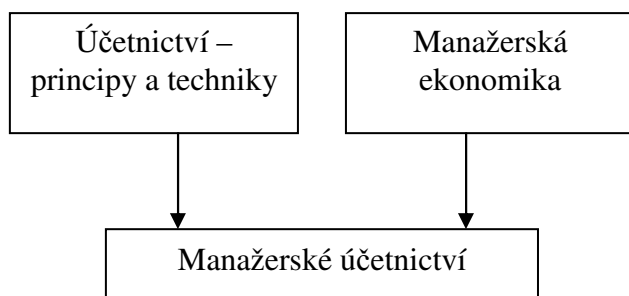 Účetnictví –
principy a techniky
Manažerská
ekonomika
Manažerské účetnictví